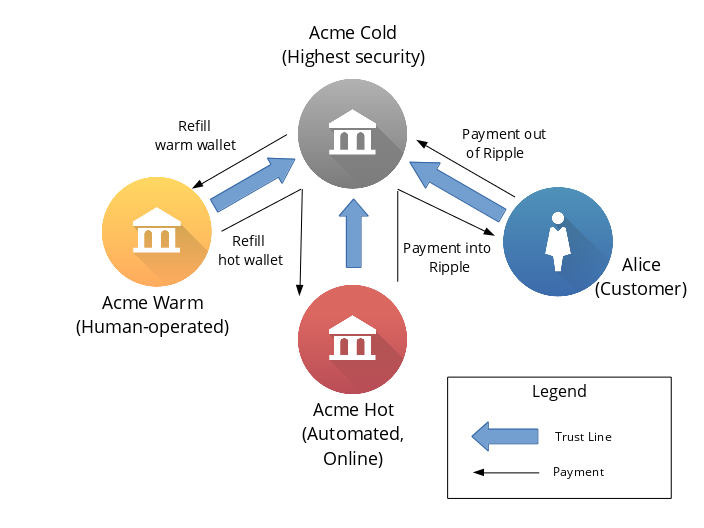 Acme Cold
(Highest security)
Refill
warm wallet
Payment out
of Ripple
Refill
hot wallet
Payment into
Ripple
Alice
(Customer)
Acme Warm
(Human-operated)
Acme Hot
(Automated,
Online)
Legend
Trust Line
Payment